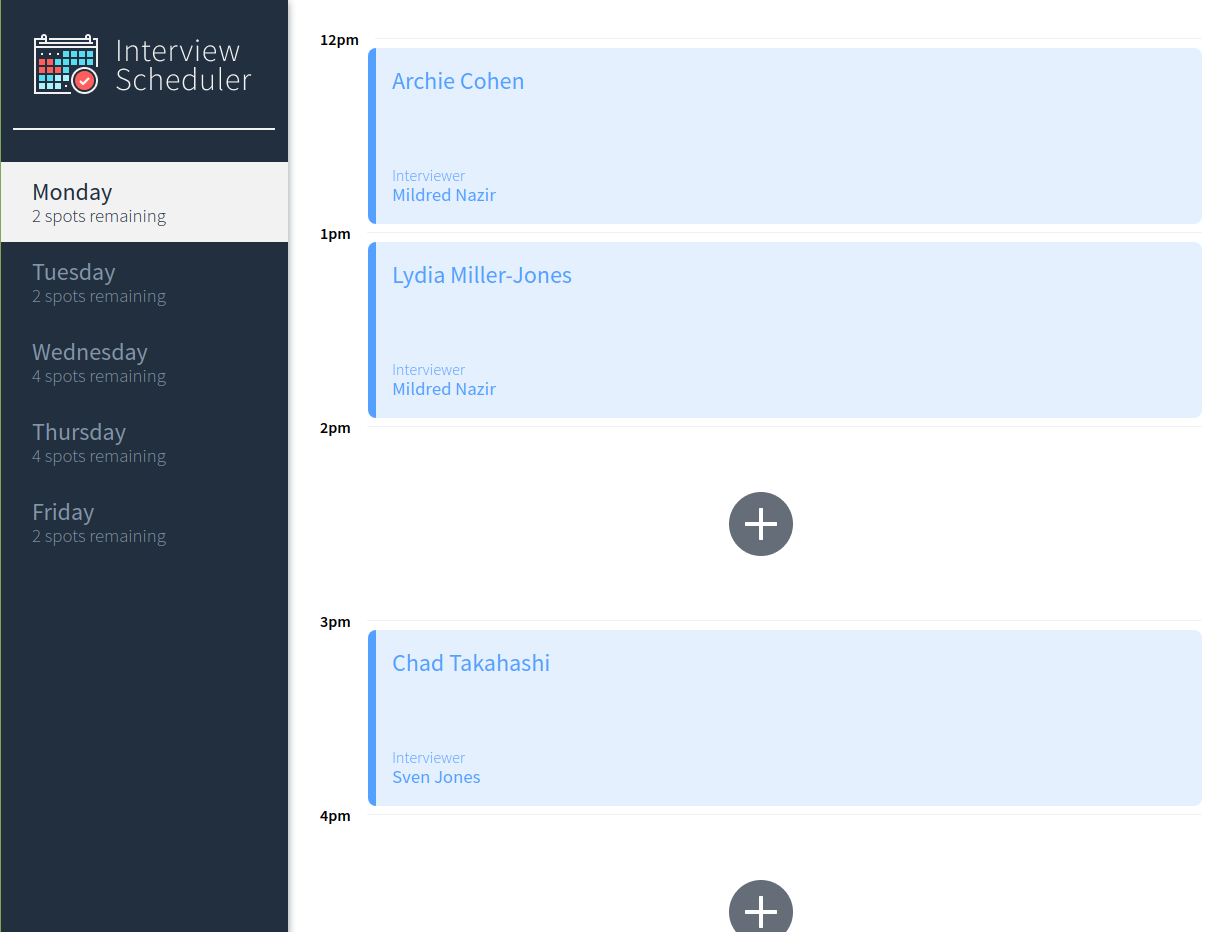 Interview
Scheduler
Monday
2 spots remaining
Tuesday
2 spots remaining
Wednesday
4 spots remaining
Thursday
4 spots remaining
Friday
2 spots remaining
12pm
Archie Cohen
Interviewer
Mildred Nazir
1pm
Lydia Miller-Jones
Interviewer
Mildred Nazir
2pm
3pm
Chad Takahashi
Interviewer
Sven Jones
4pm